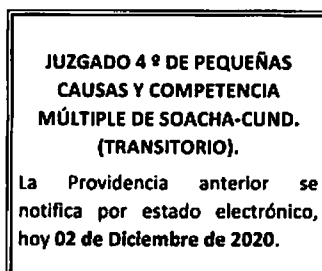 JUZGADO 4 º DE PEQUEÑAS
CAUSAS Y COMPETENCIA
MÚLTIPLE DE SOACHA-CUND.
(TRANSITORIO).
La Providencia anterior se
notifica por estado electrónico,
hoy 02 de Diciembre de 2020.